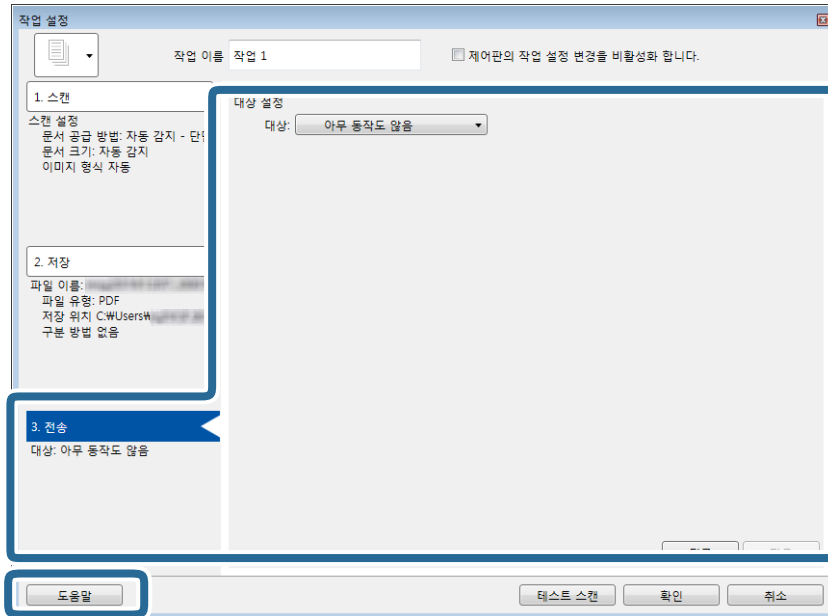 작업 설정
작업 이름 작업 1
제어판의 작업 설정 변경을 비활성화 합니다.
1. 스캔
스캔 설정
문서 공급 방법: 자동 감지 -
문서 크기: 자동 감지
이미지 형식 자동
대상 설정
대상: 아무 동작도 않음
2. 저장
파일 이름:
파일 유형: PDF
저장 위치 C:₩Users₩
구분 방법 없음
3. 전송
대상: 아무 동작도 않음
도움말
테스트 스캔
확인
취소